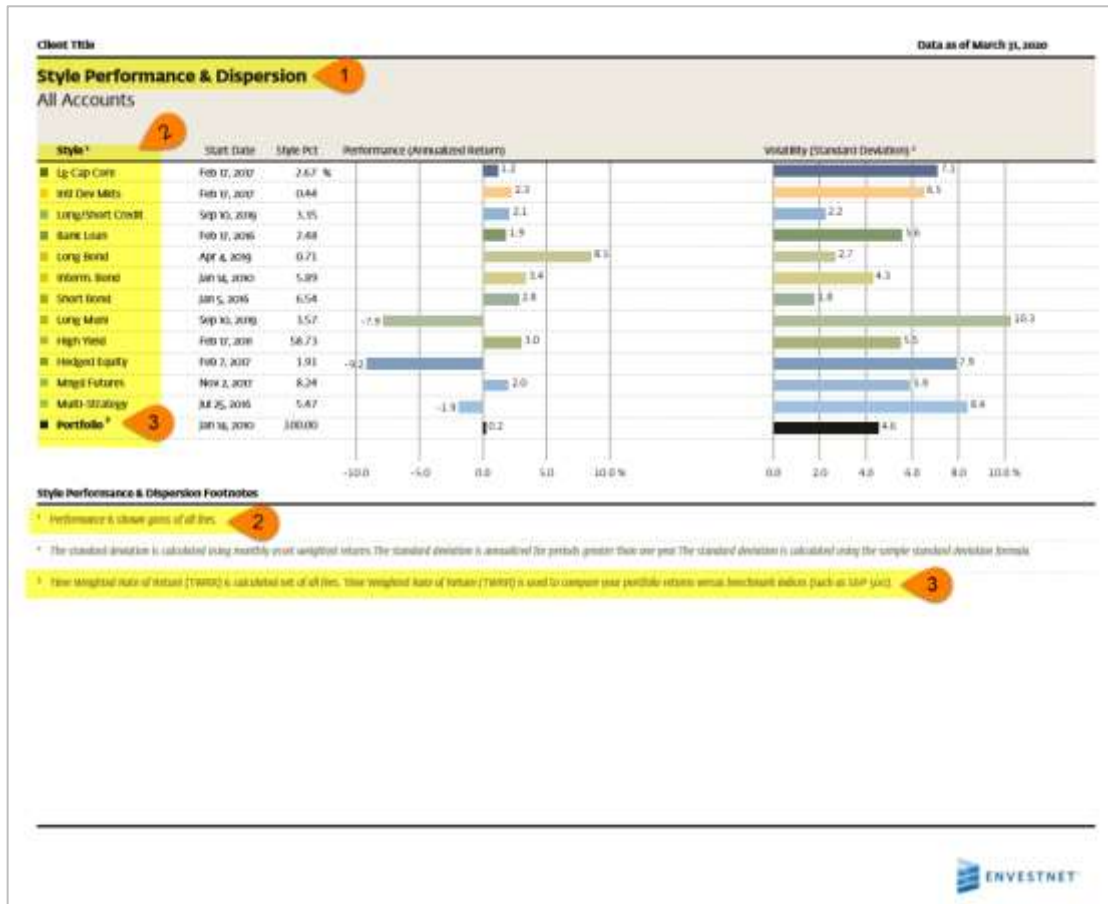 Client Title Data as of March 31, 2020
Style Performance & Dispersion 1
All Accounts
2
Style ¹ Start Date Style Pct Performance (Annualized Return) Volatility (Standard Deviation) ²
Lg Cap Core Feb 17, 2017 2.67 % 1.2 7.1
Intl Dev Mkts Feb 17, 2017 0.44 2.3 6.5
Long/Short Credit Sep 10, 2019 3.35 2.1 2.2
Bank Loan Feb 17, 2016 2.48 1.9 5.6
Long Bond Apr 4, 2019 0.71 8.5 2.7
Interm. Bond Jan 14, 2010 5.89 3.4 4.3
Short Bond Jan 5, 2016 6.54 2.8 1.8
Long Muni Sep 10, 2019 3.57 -7.9 10.3
High Yield Feb 17, 2011 58.73 3.0 5.5
Hedged Equity Feb 7, 2017 1.91 -9.2 7.9
Mngd Futures Nov 2, 2017 8.24 2.0 5.9
Multi-Strategy Jul 25, 2016 5.47 -1.9 8.4
Portfolio ³ 3 Jan 14, 2010 100.00 0.2 4.6
-10.0 -5.0 0.0 5.0 10.0 % 0.0 2.0 4.0 6.0 8.0 10.0 %
Style Performance & Dispersion Footnotes
¹ Performance is shown gross of all fees. 2
² The standard deviation is calculated using monthly asset weighted returns. The standard deviation is annualized for periods greater than one year. The standard deviation is calculated using the sample standard deviation formula.
³ Time Weighted Rate of Return (TWRR) is calculated net of all fees. Time Weighted Rate of Return (TWRR) is used to compare your portfolio returns versus benchmark indices (such as S&P 500). 3
ENVESTNET